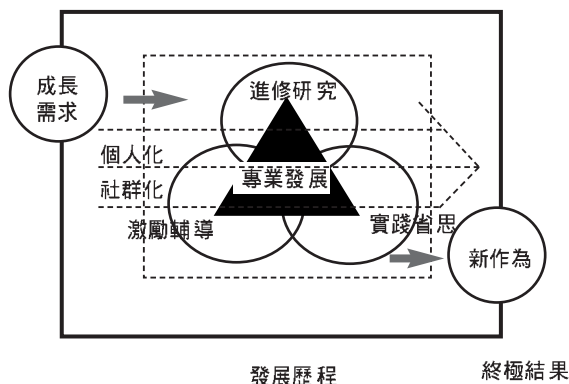 成長
需求
進修研究
個人化
專業發展
社群化
激勵輔導
實踐省思
新作為
發展歷程
終極結果